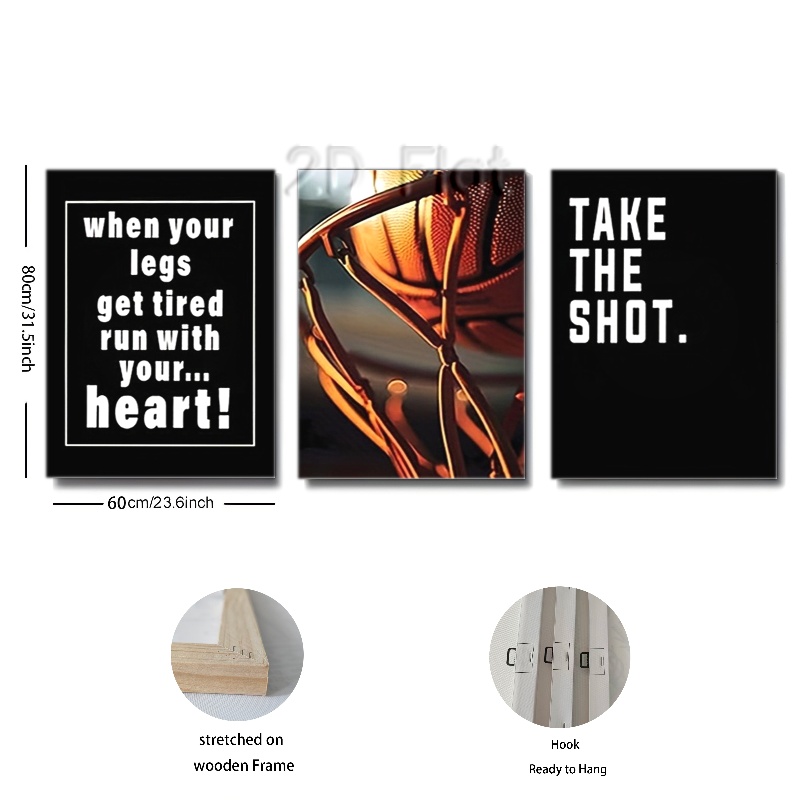 2D Flat
when your
legs
get tired
run with
your...
heart!
TAKE
THE
SHOT.
80cm/31.5inch
60cm/23.6inch
stretched on
wooden Frame
Hook
Ready to Hang